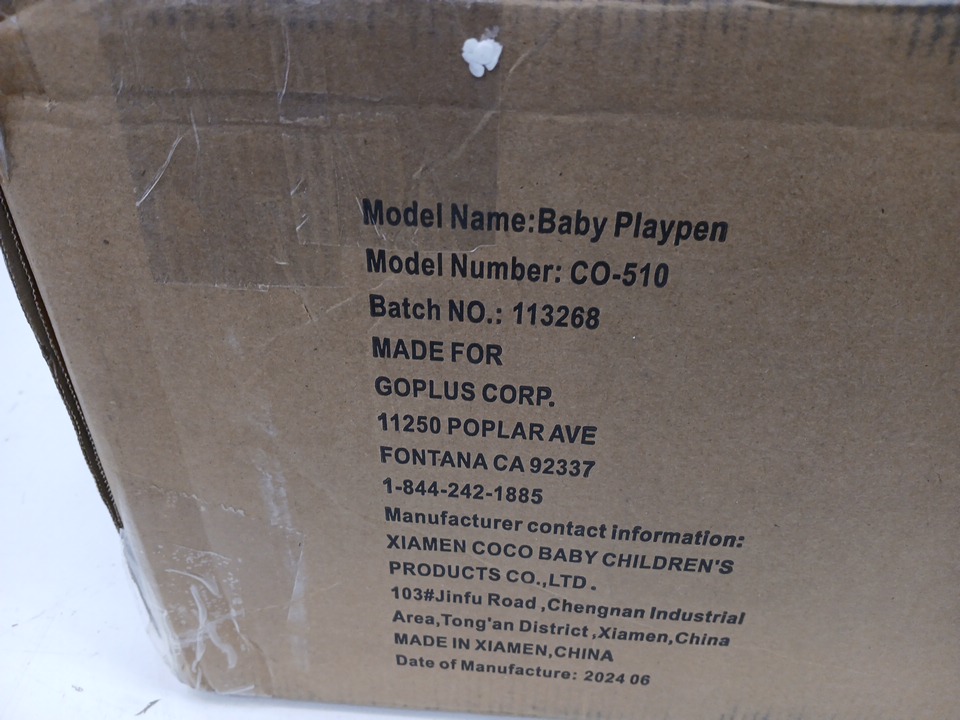 Model Name:Baby Playpen
Model Number: CO-510
Batch NO.: 113268
MADE FOR
GOPLUS CORP.
11250 POPLAR AVE
FONTANA CA 92337
1-844-242-1885
Manufacturer contact information:
XIAMEN COCO BABY CHILDREN'S
PRODUCTS CO.,LTD.
103#Jinfu Road ,Chengnan Industrial
Area,Tong'an District ,Xiamen,China
MADE IN XIAMEN,CHINA
Date of Manufacture: 2024 06